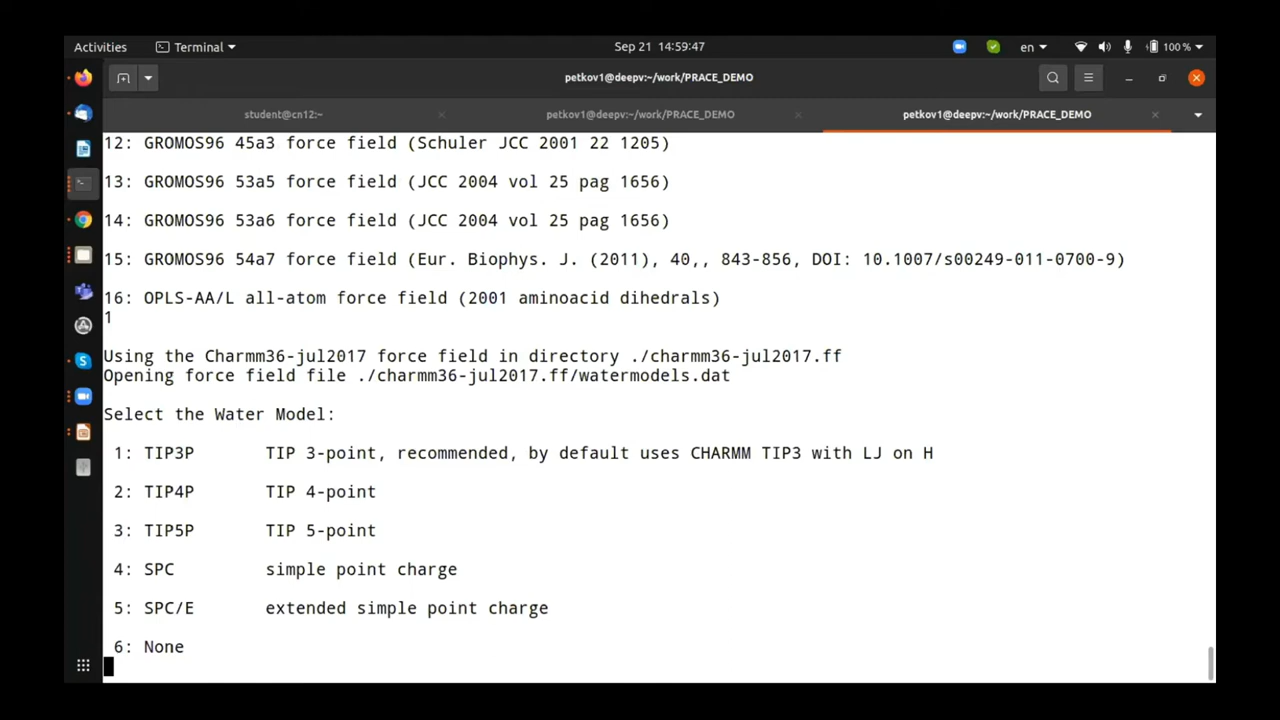 Activities
Terminal
Sep 21 14:59:47
en
100 %
petkov1@deepv:~/work/PRACE_DEMO
student@cn12:~
petkov1@deepv:~/work/PRACE_DEMO
petkov1@deepv:~/work/PRACE_DEMO
12: GROMOS96 45a3 force field (Schuler JCC 2001 22 1205)
13: GROMOS96 53a5 force field (JCC 2004 vol 25 pag 1656)
14: GROMOS96 53a6 force field (JCC 2004 vol 25 pag 1656)
15: GROMOS96 54a7 force field (Eur. Biophys. J. (2011), 40,, 843-856, DOI: 10.1007/s00249-011-0700-9)
16: OPLS-AA/L all-atom force field (2001 aminoacid dihedrals)
1
Using the Charmm36-jul2017 force field in directory ./charmm36-jul2017.ff
Opening force field file ./charmm36-jul2017.ff/watermodels.dat
Select the Water Model:
1: TIP3P TIP 3-point, recommended, by default uses CHARMM TIP3 with LJ on H
2: TIP4P TIP 4-point
3: TIP5P TIP 5-point
4: SPC simple point charge
5: SPC/E extended simple point charge
6: None